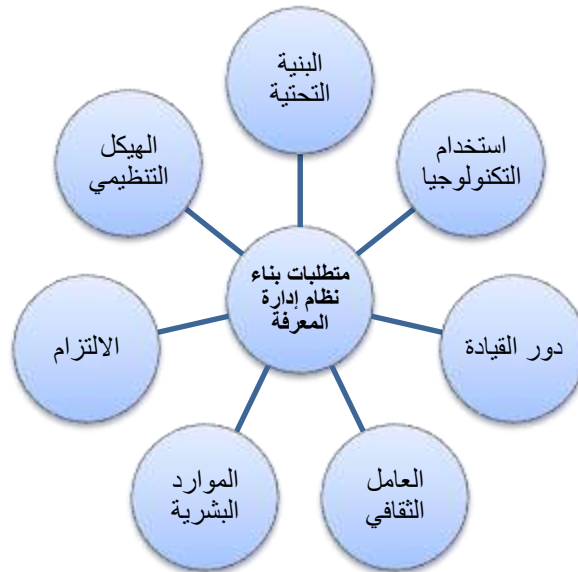 البنية
التحتية
استخدام
التكنولوجيا
دور القيادة
العامل
الثقافي
الموارد
البشرية
الالتزام
الهيكل
التنظيمي
متطلبات بناء
نظام إدارة
المعرفة